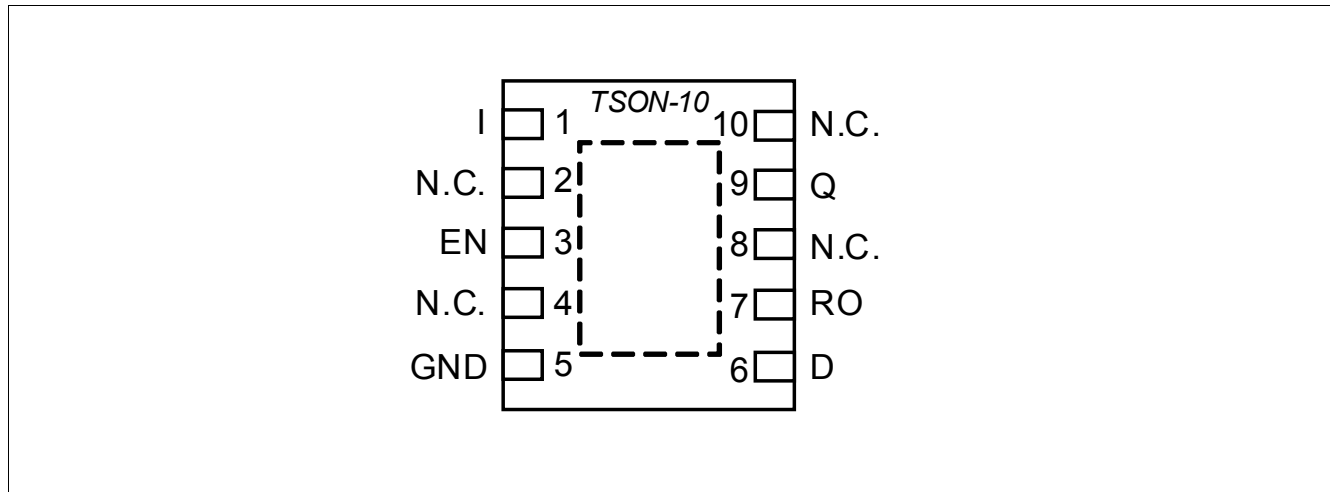 TSON-10
I 1 10 N.C.
N.C. 2 9 Q
EN 3 8 N.C.
N.C. 4 7 RO
GND 5 6 D